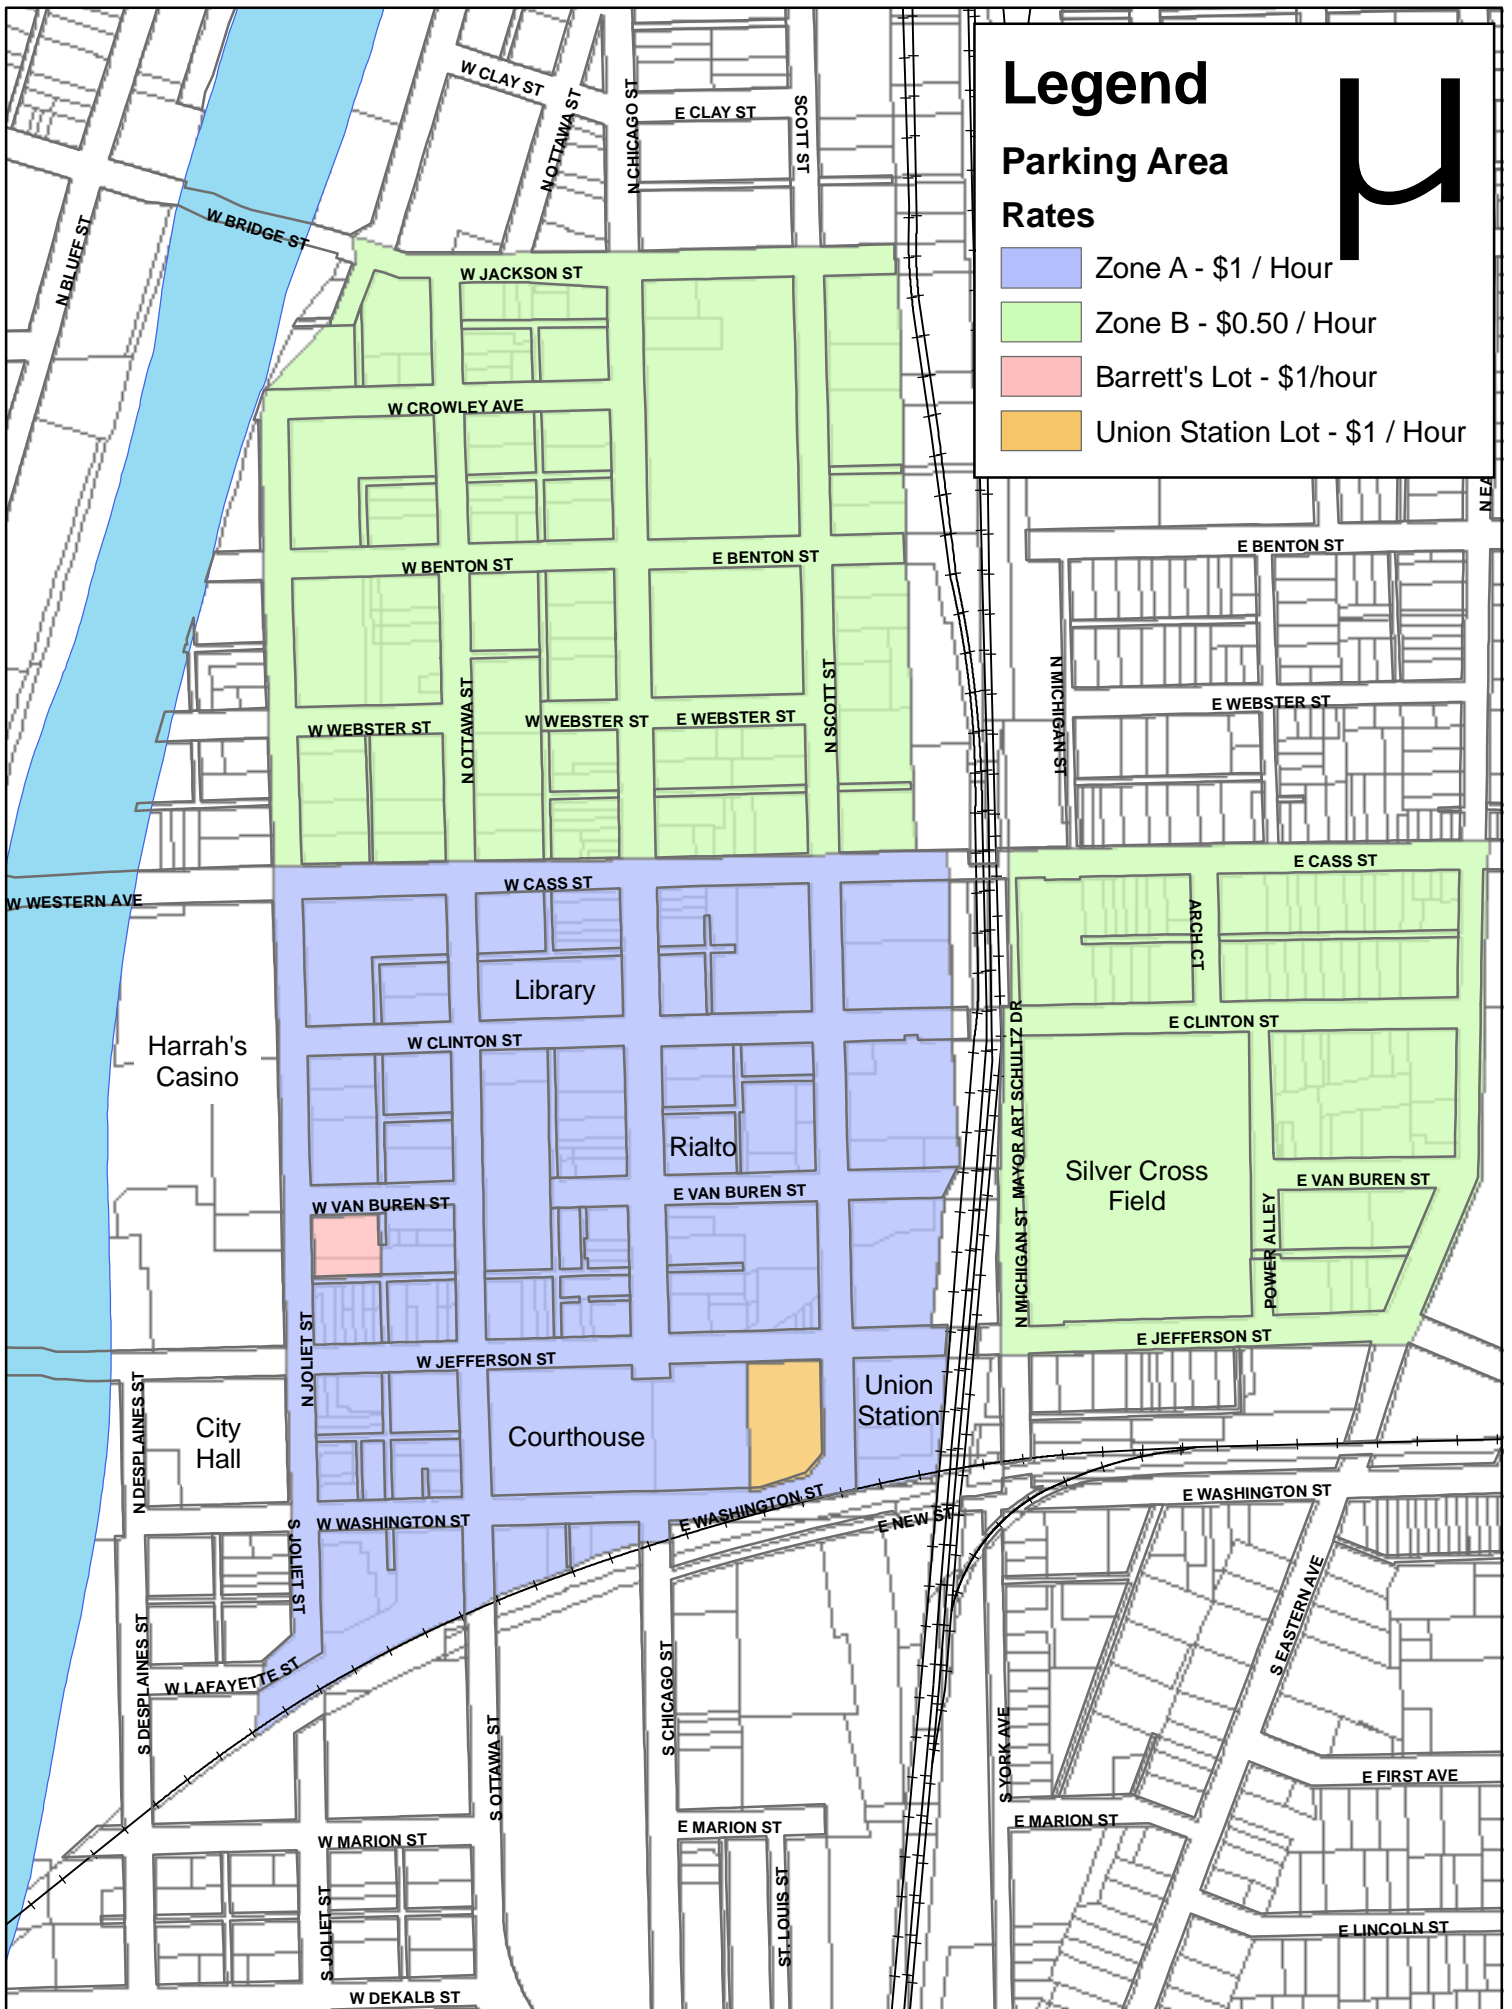 Legend
µ
Parking Area
Rates
Zone A - $1 / Hour
Zone B - $0.50 / Hour
Barrett's Lot - $1/hour
Union Station Lot - $1 / Hour
W CLAY ST
N OTTAWA ST
N CHICAGO ST
E CLAY ST
SCOTT ST
N BLUFF ST
W BRIDGE ST
W JACKSON ST
W CROWLEY AVE
W BENTON ST
E BENTON ST
E BENTON ST
N EA
N OTTAWA ST
N SCOTT ST
N MICHIGAN ST
W WEBSTER ST
W WEBSTER ST
E WEBSTER ST
E WEBSTER ST
W WESTERN AVE
W CASS ST
E CASS ST
ARCH CT
Library
W CLINTON ST
E CLINTON ST
Harrah's
Casino
Rialto
MAYOR ART SCHULTZ DR
N MICHIGAN ST
Silver Cross
Field
W VAN BUREN ST
E VAN BUREN ST
E VAN BUREN ST
POWER ALLEY
N JOLIET ST
W JEFFERSON ST
E JEFFERSON ST
N DESPLAINES ST
City
Hall
Courthouse
Union
Station
W WASHINGTON ST
E WASHINGTON ST
E NEW ST
E WASHINGTON ST
S JOLIET ST
S DESPLAINES ST
W LAFAYETTE ST
S OTTAWA ST
S CHICAGO ST
S YORK AVE
S EASTERN AVE
E FIRST AVE
W MARION ST
E MARION ST
E MARION ST
S JOLIET ST
ST. LOUIS ST
E LINCOLN ST
W DEKALB ST